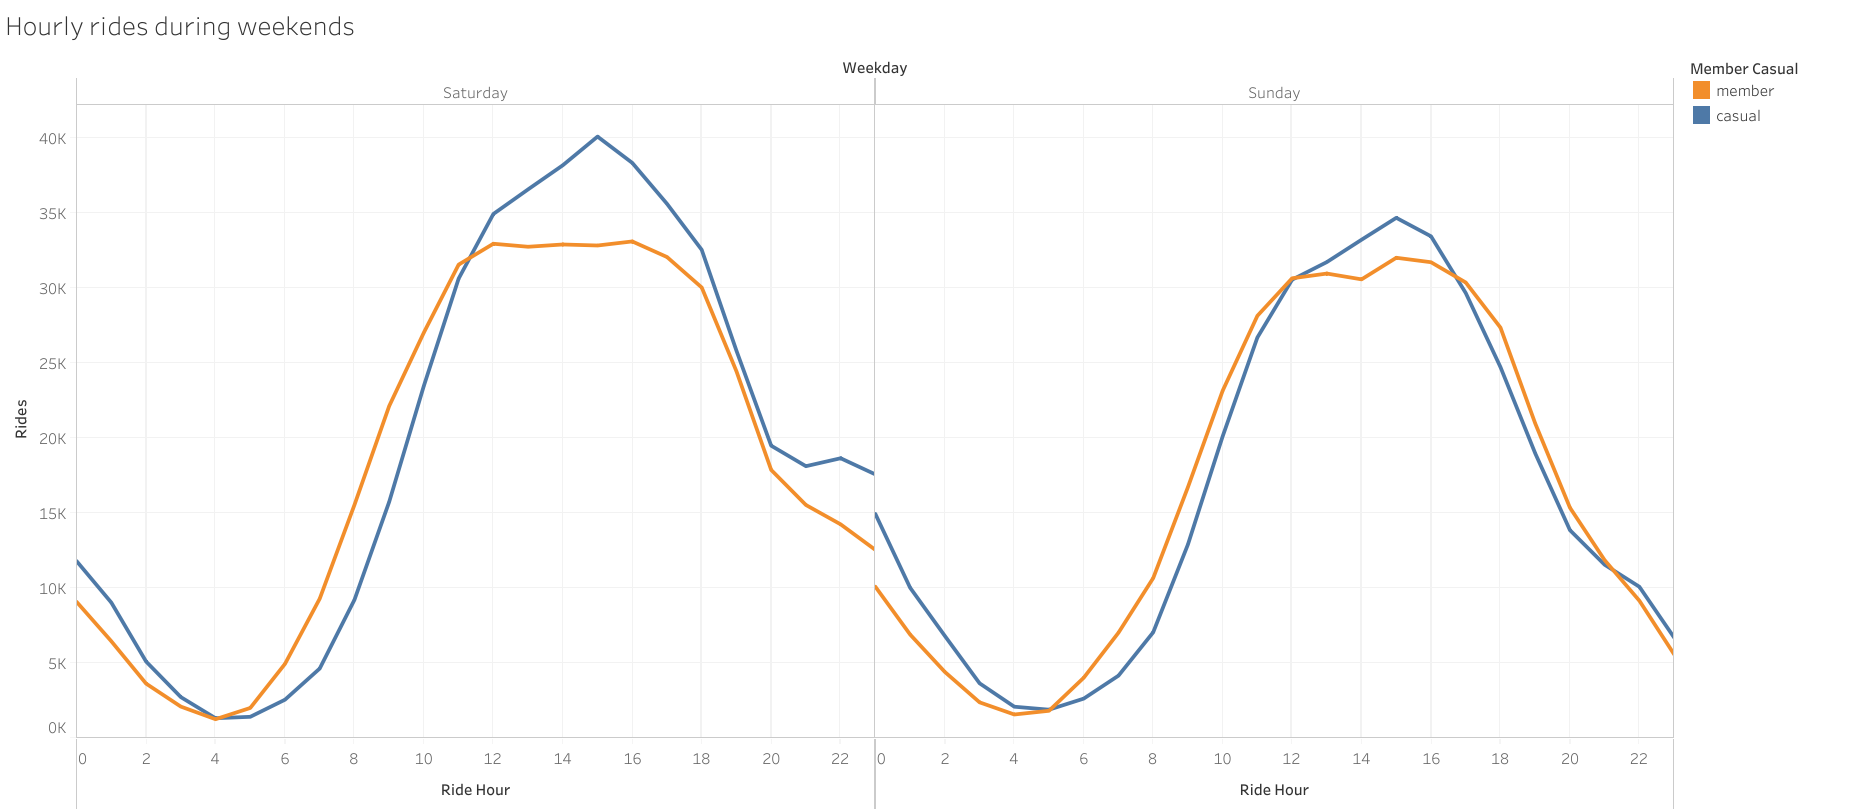 Hourly rides during weekends
Weekday
Member Casual
Saturday
Sunday
member
casual
40K
35K
30K
25K
20K
15K
10K
5K
0K
Rides
0 2 4 6 8 10 12 14 16 18 20 22 0 2 4 6 8 10 12 14 16 18 20 22
Ride Hour
Ride Hour